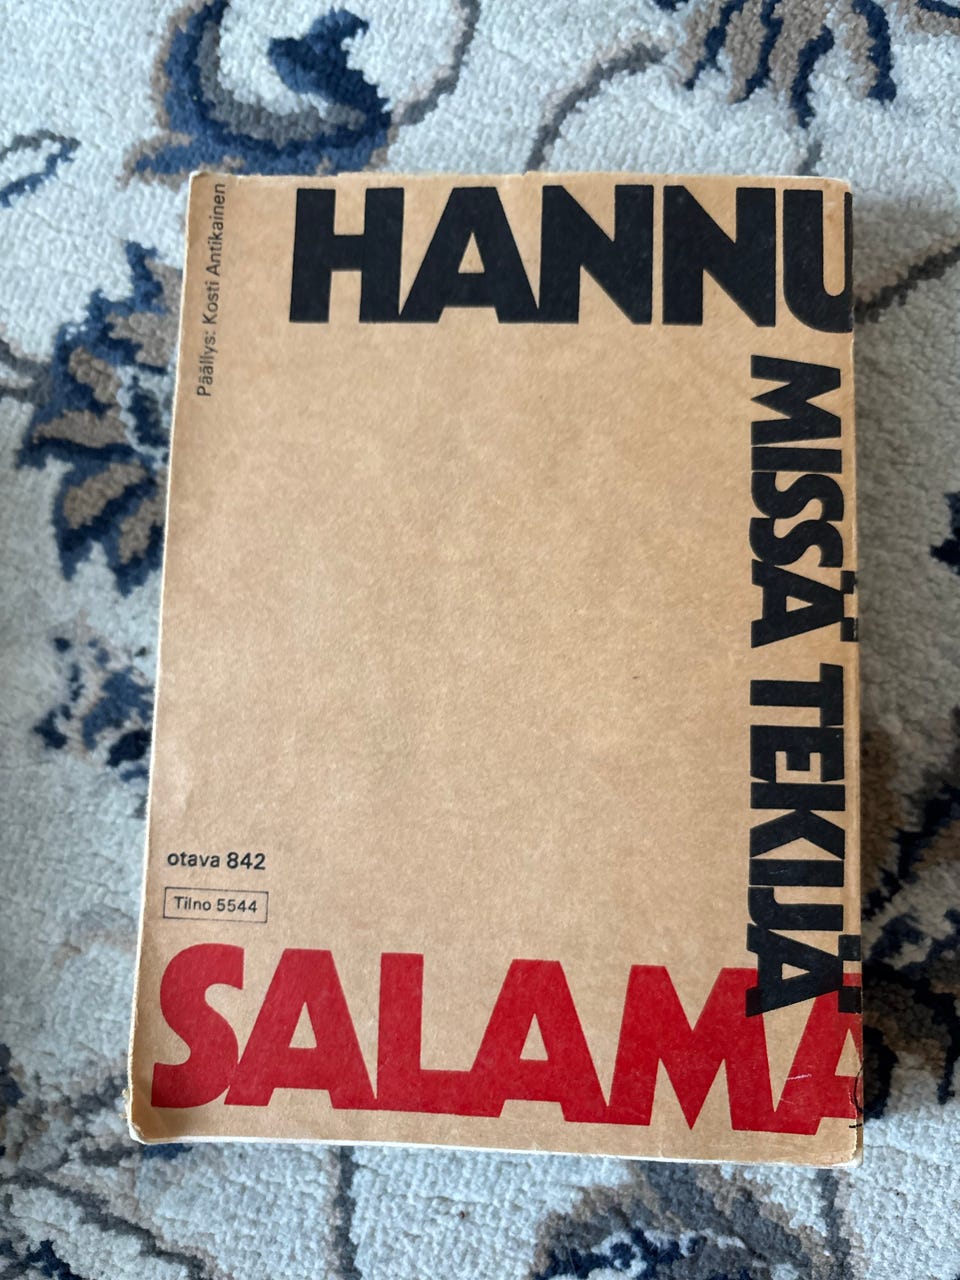 HANNU
Päällys: Kosti Antikainen
MISSÄ TEKIJÄ
otava 842
Tilno 5544
SALAMA